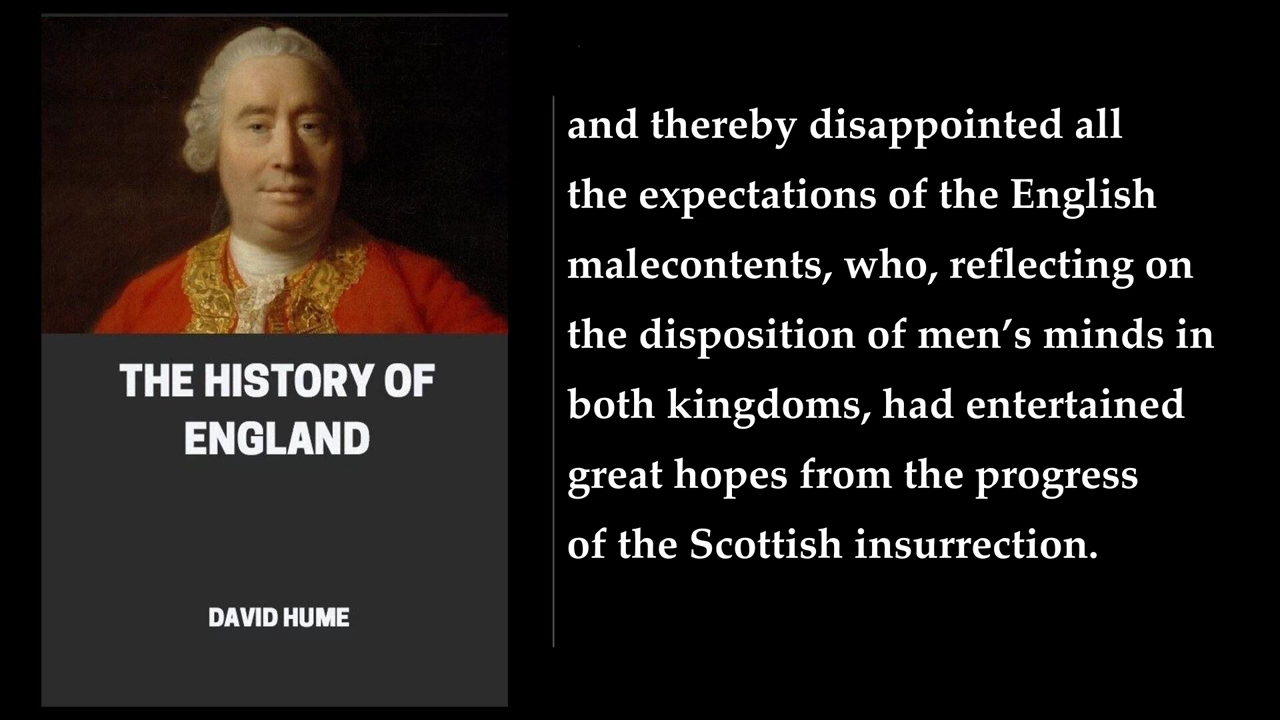 THE HISTORY OF
ENGLAND
DAVID HUME
and thereby disappointed all
the expectations of the English
malecontents, who, reflecting on
the disposition of men’s minds in
both kingdoms, had entertained
great hopes from the progress
of the Scottish insurrection.